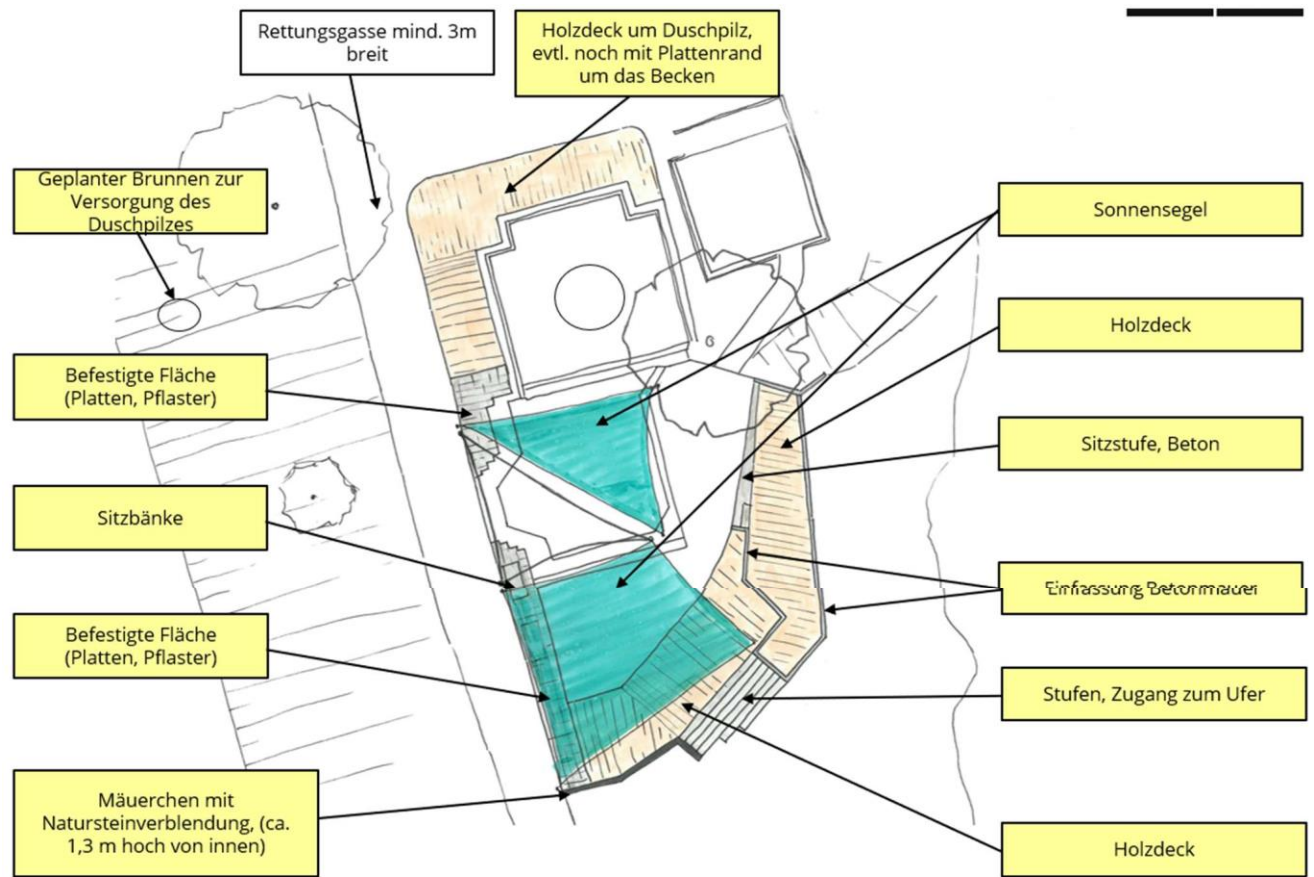 Rettungsgasse mind. 3m
breit
Holzdeck um Duschpilz,
evtl. noch mit Plattenrand
um das Becken
Geplanter Brunnen zur
Versorgung des
Duschpilzes
Sonnensegel
Holzdeck
Befestigte Fläche
(Platten, Pflaster)
Sitzstufe, Beton
Sitzbänke
Einfassung Betonmauer
Befestigte Fläche
(Platten, Pflaster)
Stufen, Zugang zum Ufer
Mäuerchen mit
Natursteinverblendung, (ca.
1,3 m hoch von innen)
Holzdeck